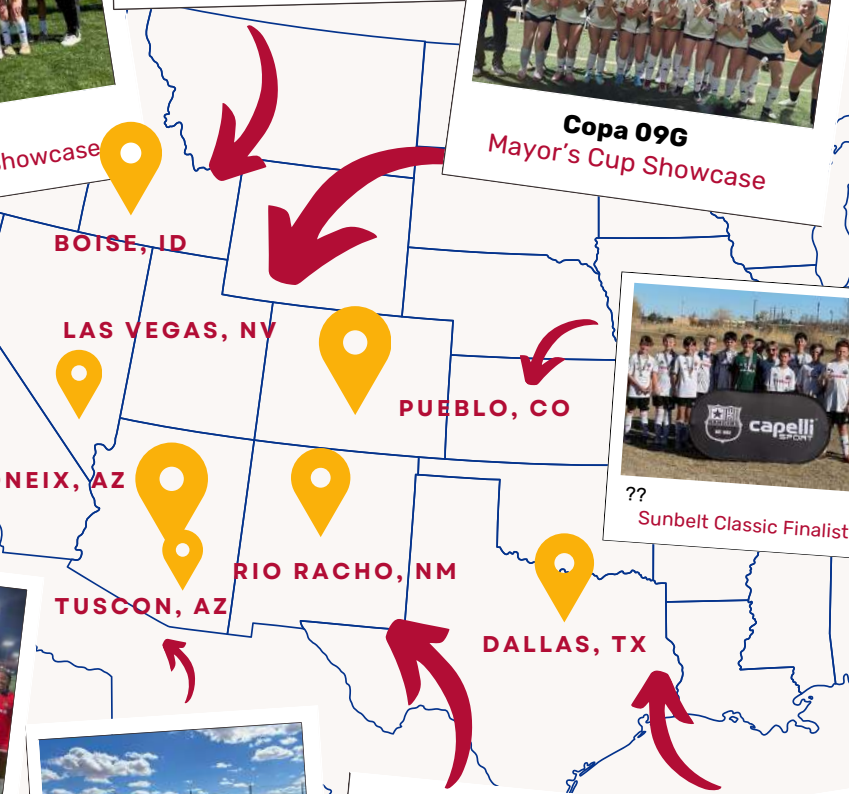 Copa 09G
Mayor's Cup Showcase
showcase
BOISE, ID
LAS VEGAS, NV
PUEBLO, CO
capelli
SPORT
??
Sunbelt Classic Finalist
NEIX, AZ
RIO RACHO, NM
TUSCON, AZ
DALLAS, TX